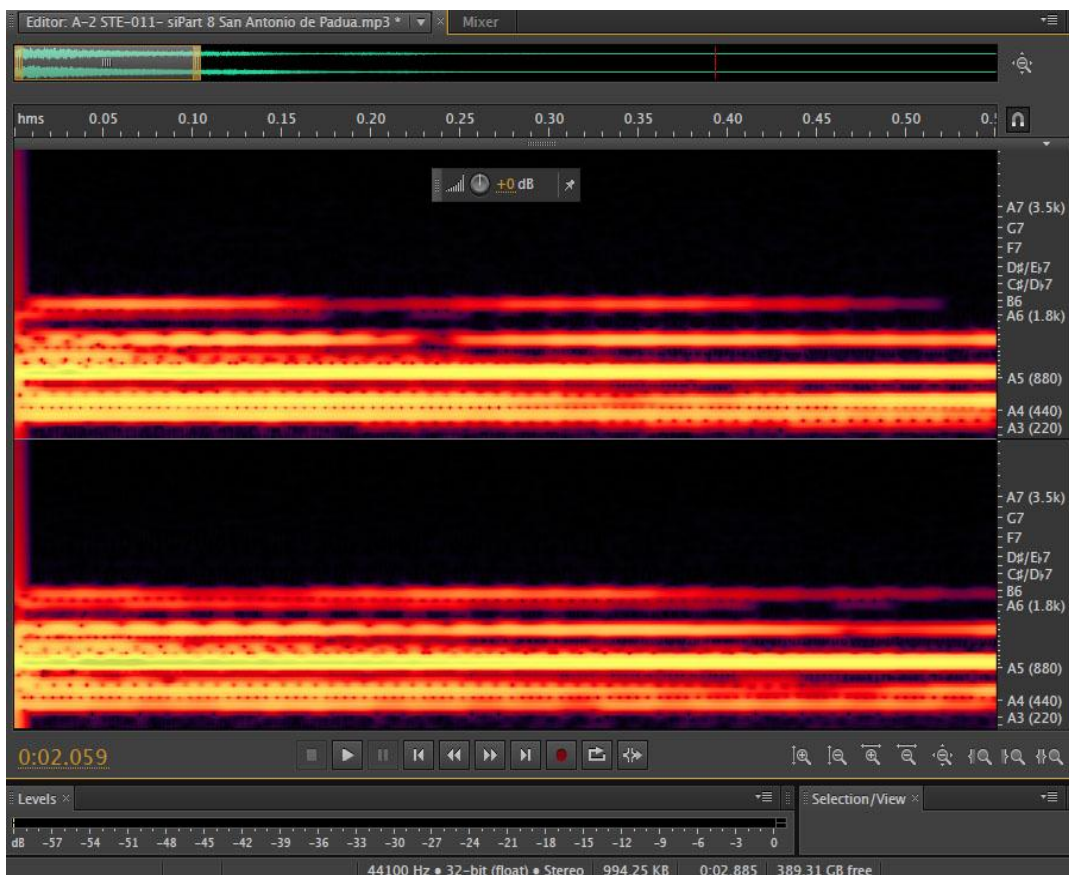 Editor: A-2 STE-011- siPart 8 San Antonio de Padua.mp3 * Mixer
hms 0.05 0.10 0.15 0.20 0.25 0.30 0.35 0.40 0.45 0.50
+0 dB
A7 (3.5k)
G7
F7
D♯/E♭7
C♯/D♭7
B6
A6 (1.8k)
A5 (880)
A4 (440)
A3 (220)
A7 (3.5k)
G7
F7
D♯/E♭7
C♯/D♭7
B6
A6 (1.8k)
A5 (880)
A4 (440)
A3 (220)
0:02.059
Levels × Selection/View ×
dB -57 -54 -51 -48 -45 -42 -39 -36 -33 -30 -27 -24 -21 -18 -15 -12 -9 -6 -3 0
44100 Hz ● 32-bit (float) ● Stereo 994.25 KB 0:02.885 389.31 GB free